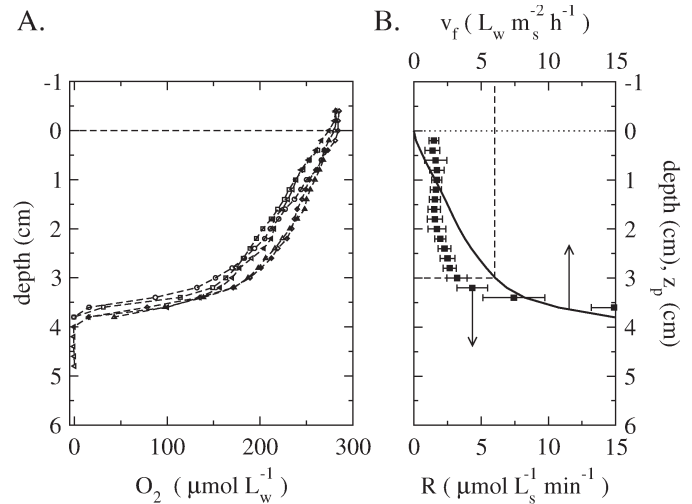 A.
B.
v_f ( L_w m_s^-2 h^-1 )
0 5 10 15
-1
0
1
2
3
4
5
6
depth (cm)
0 100 200 300
O_2 ( μmol L_w^-1 )
-1
0
1
2
3
4
5
6
depth (cm), z_p (cm)
0 5 10 15
R ( μmol L_s^-1 min^-1 )